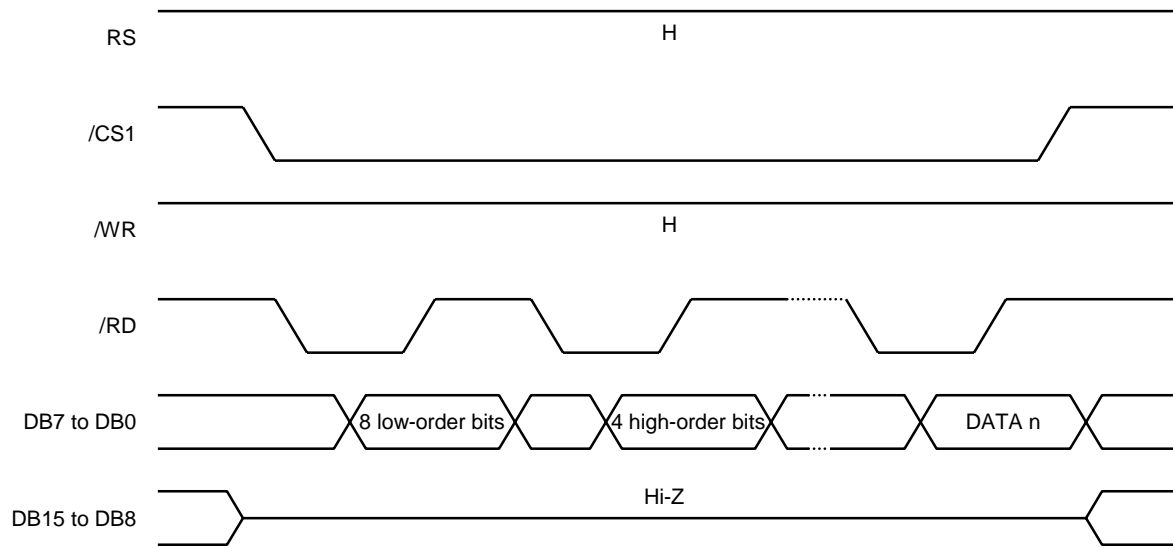 RS
H
/CS1
/WR
H
/RD
DB7 to DB0
8 low-order bits
4 high-order bits
DATA n
DB15 to DB8
Hi-Z